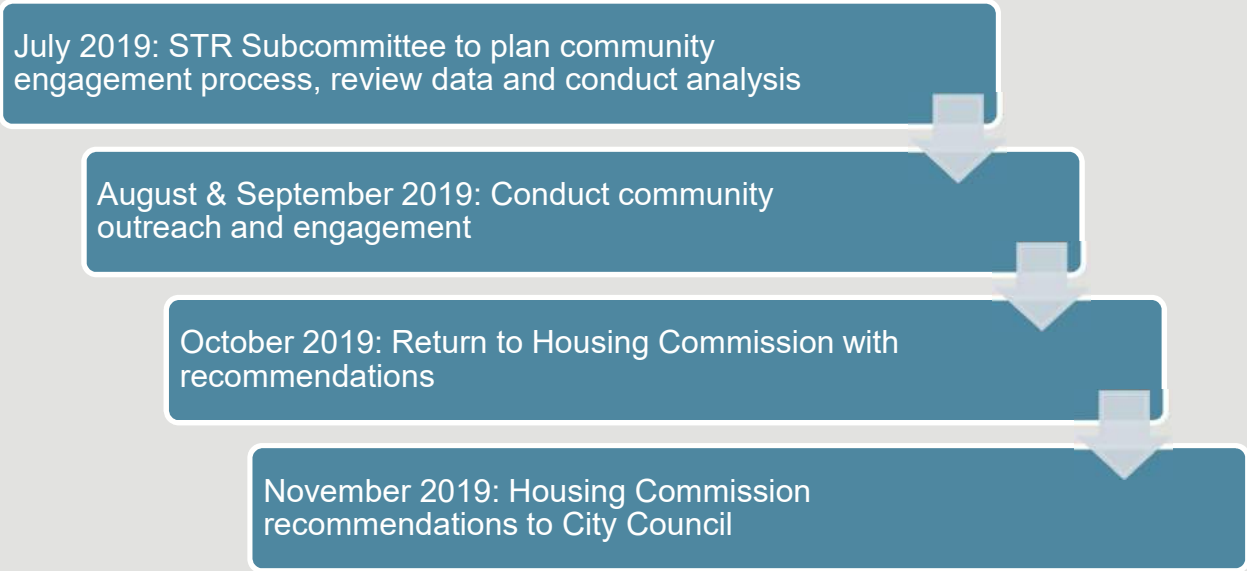 July 2019: STR Subcommittee to plan community
engagement process, review data and conduct analysis
August & September 2019: Conduct community
outreach and engagement
October 2019: Return to Housing Commission with
recommendations
November 2019: Housing Commission
recommendations to City Council